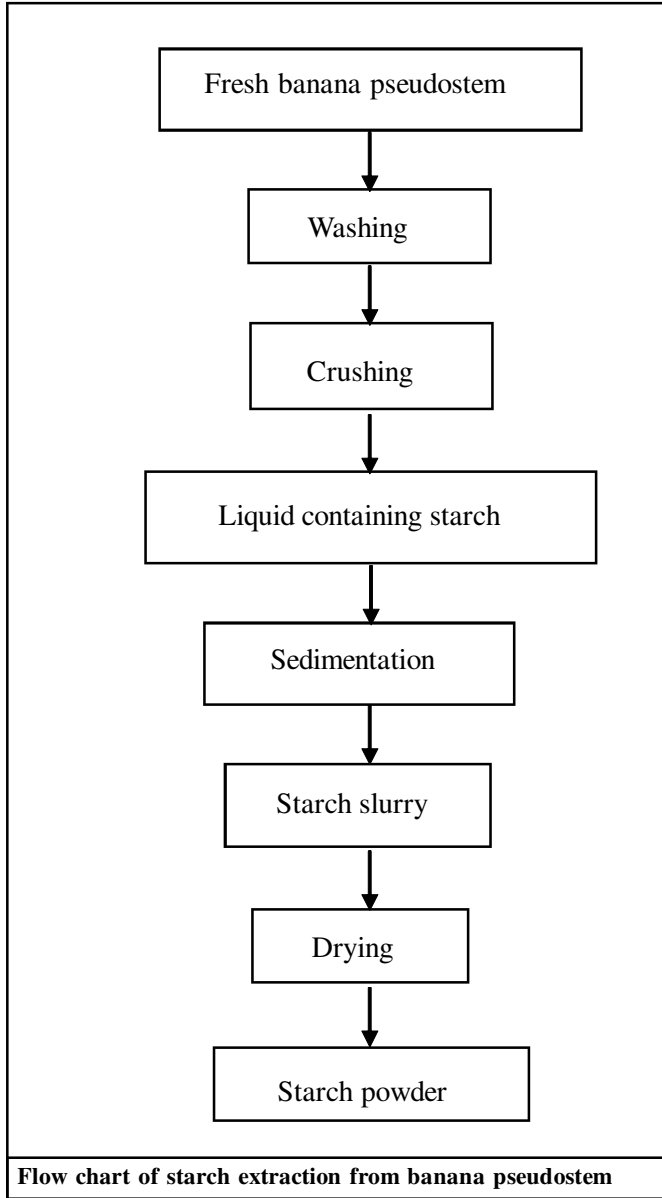 Fresh banana pseudostem
Washing
Crushing
Liquid containing starch
Sedimentation
Starch slurry
Drying
Starch powder
Flow chart of starch extraction from banana pseudostem